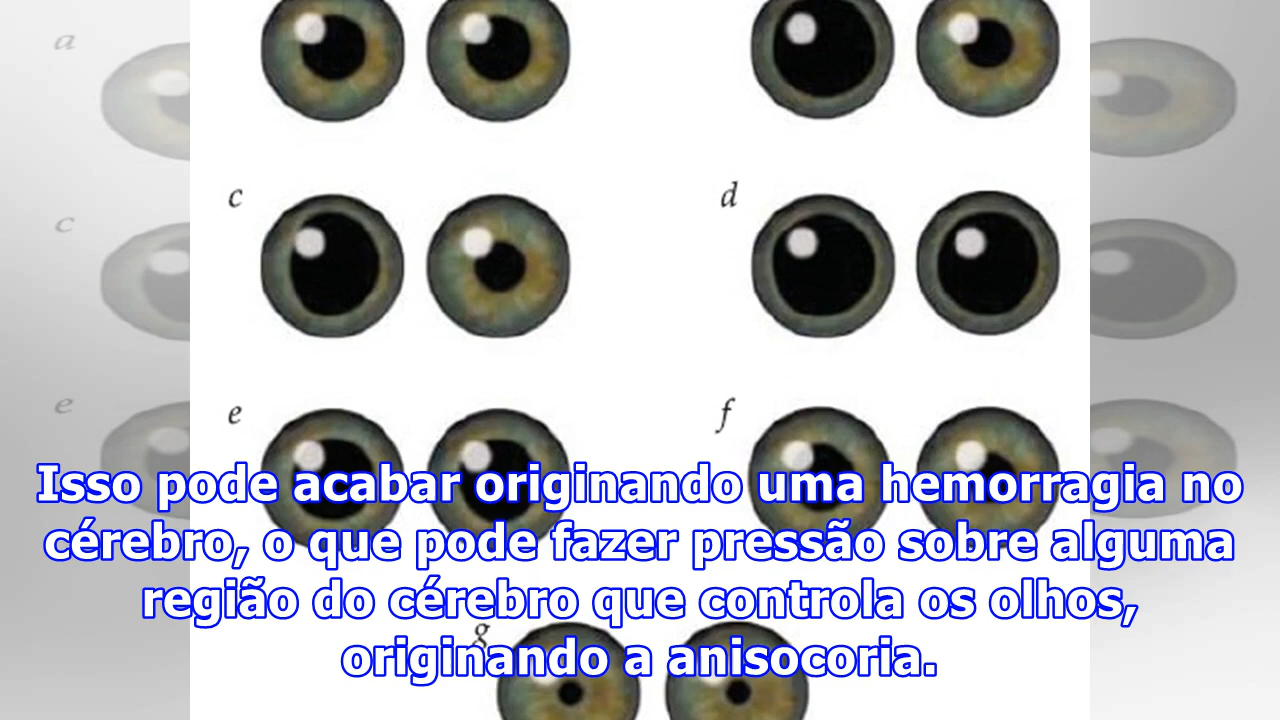 a
c
d
c
e
f
e
Isso pode acabar originando uma hemorragia no
cérebro, o que pode fazer pressão sobre alguma
região do cérebro que controla os olhos,
originando a anisocoria.
g